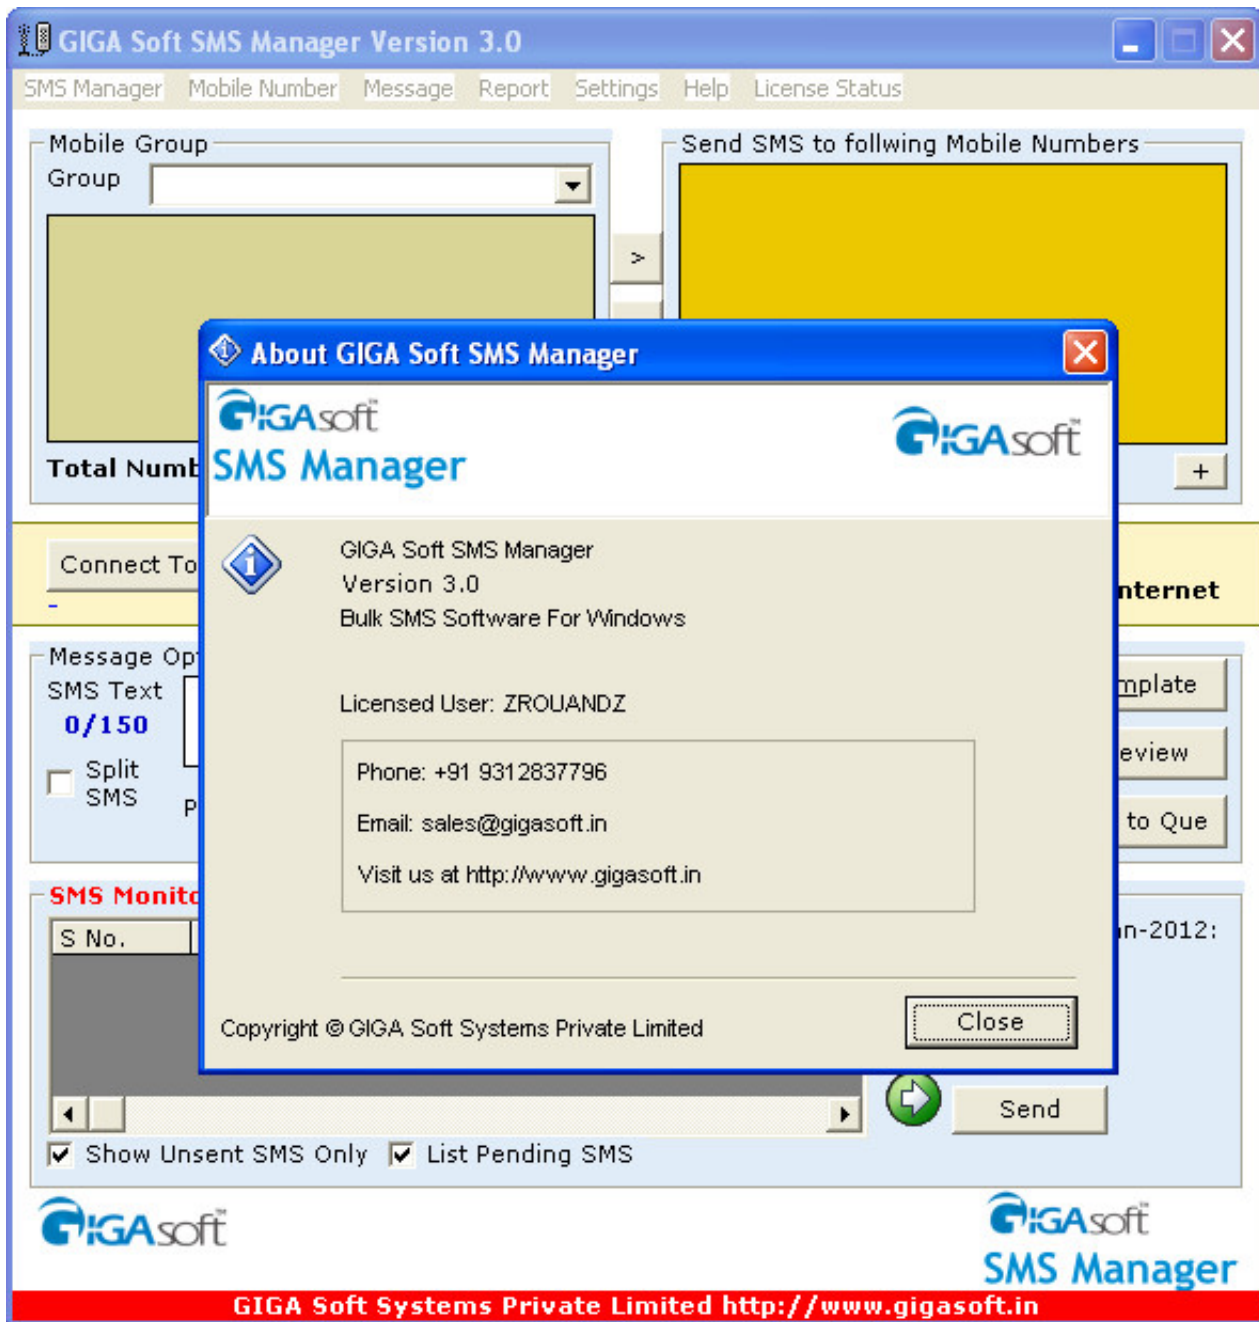 GIGA Soft SMS Manager Version 3.0
SMS Manager Mobile Number Message Report Settings Help License Status
Mobile Group
Send SMS to follwing Mobile Numbers
Group
>
About GIGA Soft SMS Manager
GIGAsoft
SMS Manager
GIGAsoft™
Total Numb
+
GIGA Soft SMS Manager
Version 3.0
Bulk SMS Software For Windows
Connect To
nternet
-
Licensed User: ZROUANDZ
Message Op
SMS Text
0/150
mplate
Split
SMS
P
eview
to Que
Phone: +91 9312837796
Email: sales@gigasoft.in
Visit us at http://www.gigasoft.in
SMS Monito
S No.
n-2012:
Copyright © GIGA Soft Systems Private Limited
Close
Send
Show Unsent SMS Only List Pending SMS
GIGAsoft
GIGAsoft
SMS Manager
GIGA Soft Systems Private Limited http://www.gigasoft.in